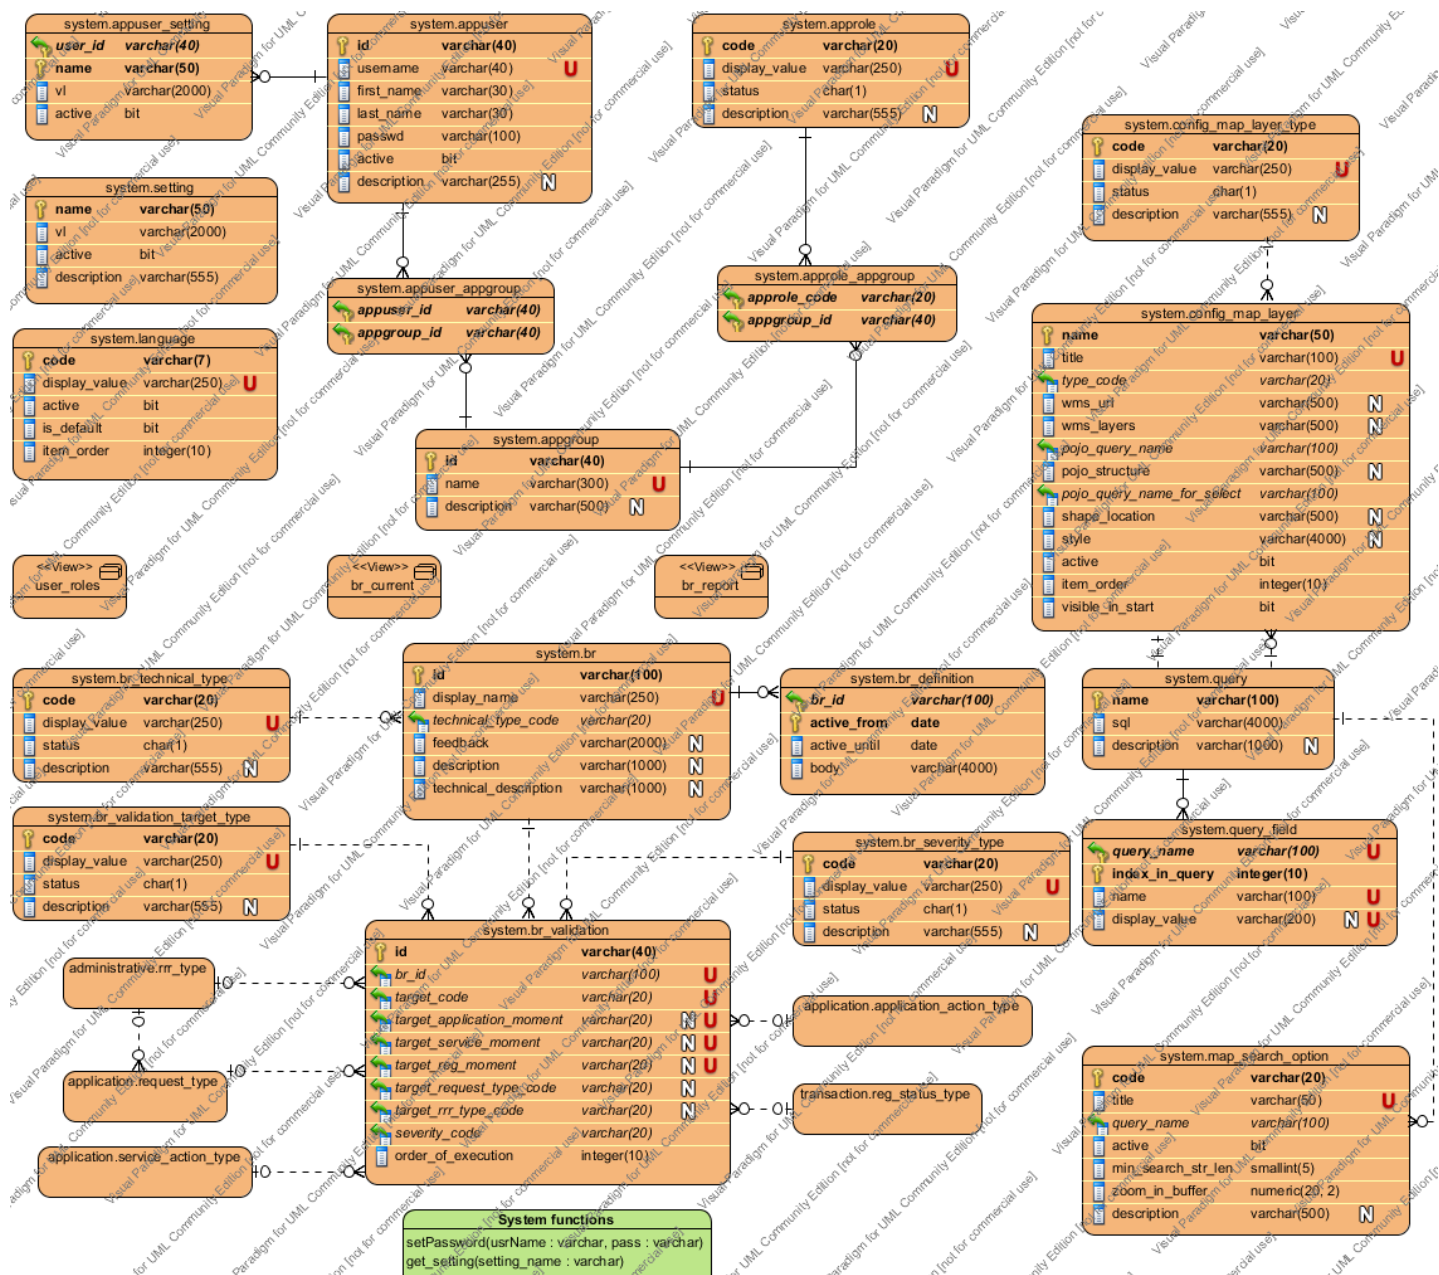 system.appuser_setting
user_id varchar(40)
name varchar(50)
vl varchar(2000)
active bit
system.appuser
id varchar(40)
username varchar(40) U
first_name varchar(30)
last_name varchar(30)
passwd varchar(100)
active bit
description varchar(255) N
system.approle
code varchar(20)
display_value varchar(250) U
status char(1)
description varchar(555) N
system.config_map_layer_type
code varchar(20)
display_value varchar(250) U
status char(1)
description varchar(555) N
system.setting
name varchar(50)
vl varchar(2000)
active bit
description varchar(555)
system.appuser_appgroup
appuser_id varchar(40)
appgroup_id varchar(40)
system.approle_appgroup
approle_code varchar(20)
appgroup_id varchar(40)
system.language
code varchar(7)
display_value varchar(250) U
active bit
is_default bit
item_order integer(10)
system.config_map_layer
name varchar(50)
title varchar(100) U
type_code varchar(20)
wms_url varchar(500) N
wms_layers varchar(500) N
pojo_query_name varchar(100)
pojo_structure varchar(500) N
pojo_query_name_for_select varchar(100)
shape_location varchar(500) N
style varchar(4000) N
active bit
item_order integer(10)
visible_in_start bit
system.appgroup
id varchar(40)
name varchar(300) U
description varchar(500) N
<<View>>
user_roles
<<View>>
br_current
<<View>>
br_report
system.br_technical_type
code varchar(20)
display_value varchar(250) U
status char(1)
description varchar(555) N
system.br
id varchar(100)
display_name varchar(250) U
technical_type_code varchar(20)
feedback varchar(2000) N
description varchar(1000) N
technical_description varchar(1000) N
system.br_definition
br_id varchar(100)
active_from date
active_until date
body varchar(4000)
system.query
name varchar(100)
sql varchar(4000)
description varchar(1000) N
system.br_validation_target_type
code varchar(20)
display_value varchar(250) U
status char(1)
description varchar(555) N
system.br_severity_type
code varchar(20)
display_value varchar(250) U
status char(1)
description varchar(555) N
system.query_field
query_name varchar(100) U
index_in_query integer(10)
name varchar(100) U
display_value varchar(200) N U
system.br_validation
id varchar(40)
br_id varchar(100) U
target_code varchar(20) U
target_application_moment varchar(20) N U
target_service_moment varchar(20) N U
target_reg_moment varchar(20) N U
target_request_type_code varchar(20) N
target_rrr_type_code varchar(20) N
severity_code varchar(20)
order_of_execution integer(10)
administrative.rrr_type
application.request_type
application.service_action_type
application.application_action_type
transaction.reg_status_type
system.map_search_option
code varchar(20)
title varchar(50) U
query_name varchar(100)
active bit
min_search_str_len smallint(5)
zoom_in_buffer numeric(20, 2)
description varchar(500) N
System functions
setPassword(usrName : varchar, pass : varchar)
get_setting(setting_name : varchar)
Visual Paradigm for UML Community Edition [not for commercial use]